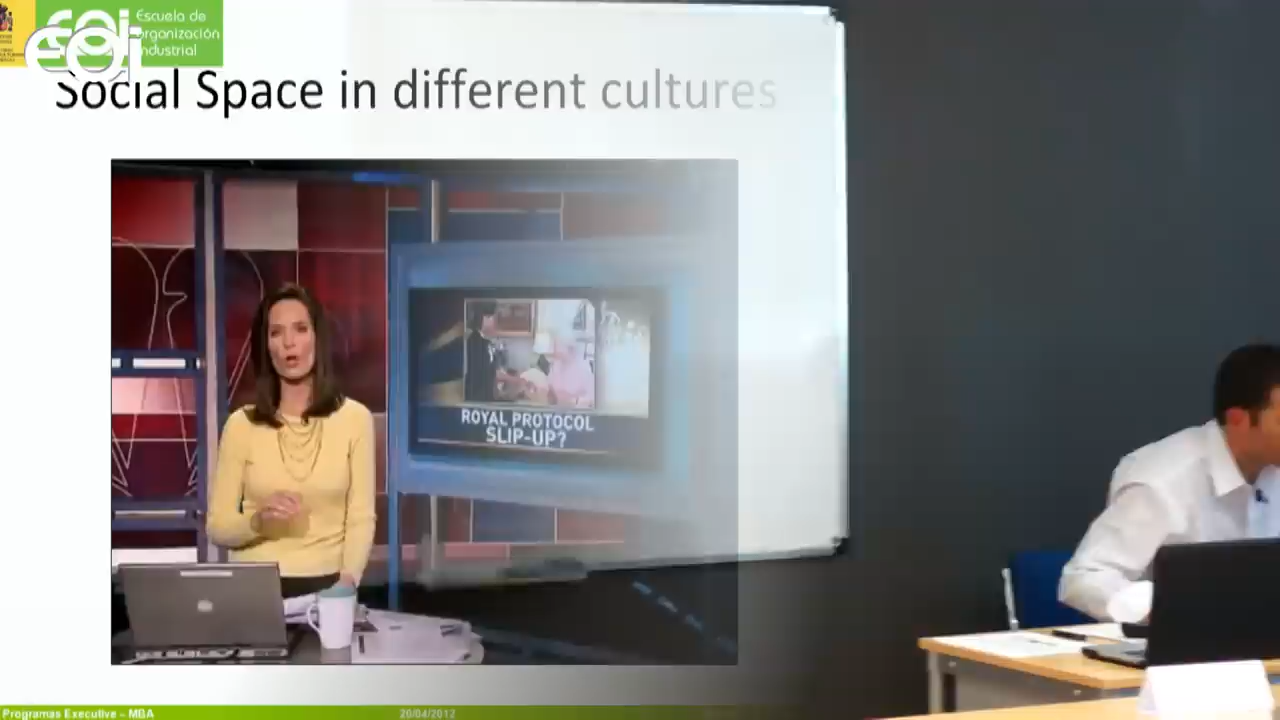 Escuela de
organización
industrial
eoi
Social Space in different cultures
ROYAL PROTOCOL
SLIP-UP?
Programas Executive – MBA
20/04/2012